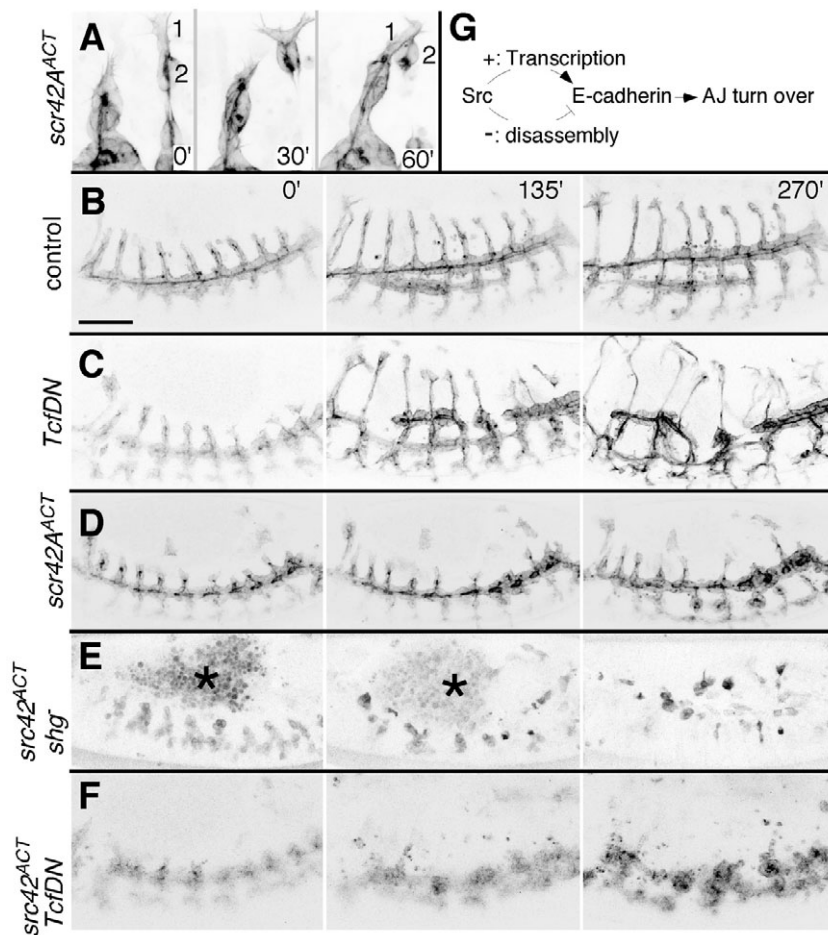 A
scr42A^ACT
1
2
0'
30'
1
2
60'
G
+: Transcription
Src
E-cadherin
AJ turn over
-: disassembly
B
control
0'
135'
270'
C
TcfDN
D
scr42A^ACT
E
src42^ACT
shg^-
*
*
F
src42^ACT
TcfDN